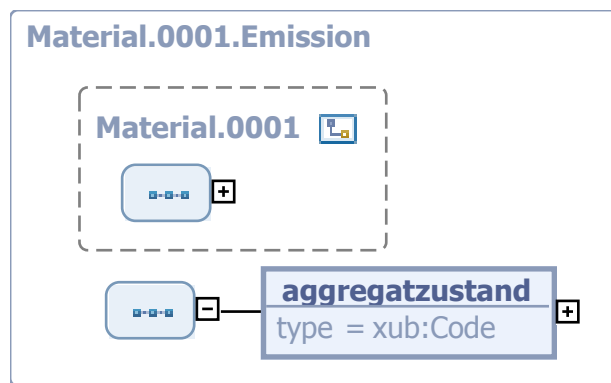 Material.0001.Emission
Material.0001
aggregatzustand
type = xub:Code